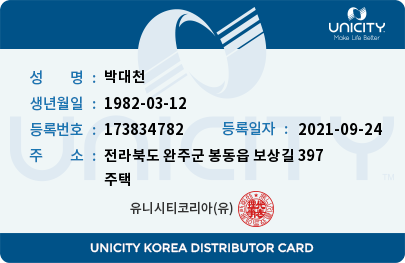 UNICITY
Make Life Better
성 명 : 박대천
생년월일 : 1982-03-12
등록번호 : 173834782 등록일자 : 2021-09-24
주 소 : 전라북도 완주군 봉동읍 보상길 397
주택
UNICITY
TM
유니시티코리아(유)
UNICITY KOREA DISTRIBUTOR CARD